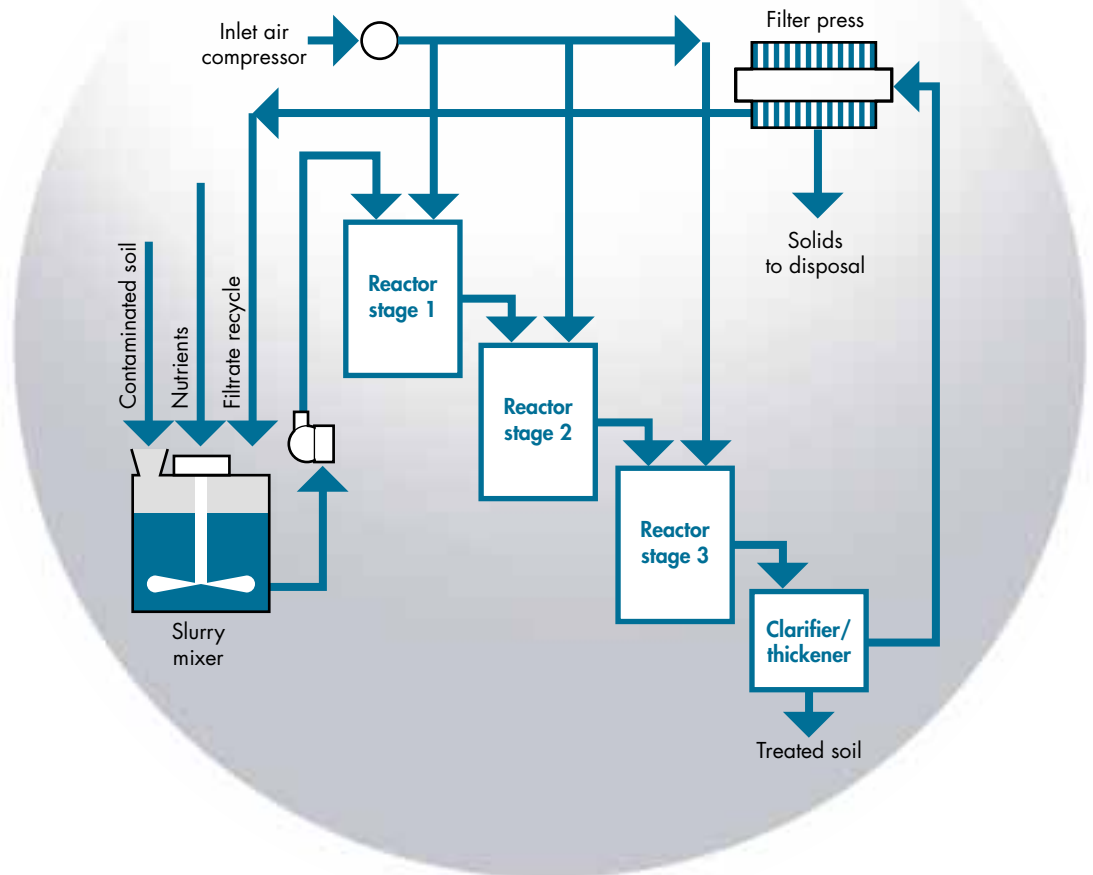 Inlet air
compressor
Filter press
Solids
to disposal
Contaminated soil
Nutrients
Filtrate recycle
Reactor
stage 1
Reactor
stage 2
Reactor
stage 3
Slurry
mixer
Clarifier/
thickener
Treated soil